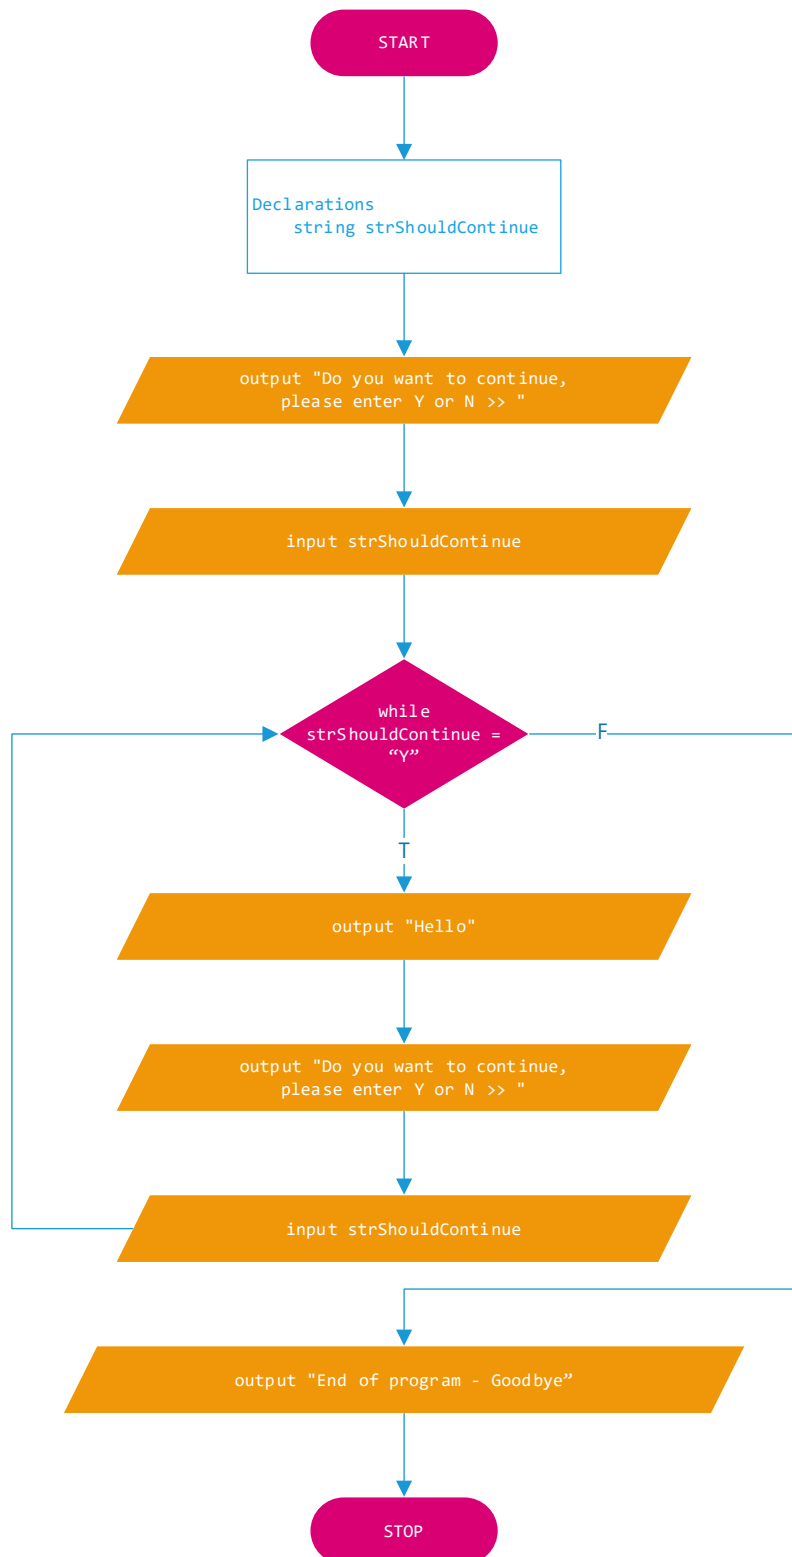 START
Declarations
string strShouldContinue
output "Do you want to continue,
please enter Y or N >> "
input strShouldContinue
while
strShouldContinue =
“Y”
F
T
output "Hello"
output "Do you want to continue,
please enter Y or N >> "
input strShouldContinue
output "End of program - Goodbye”
STOP